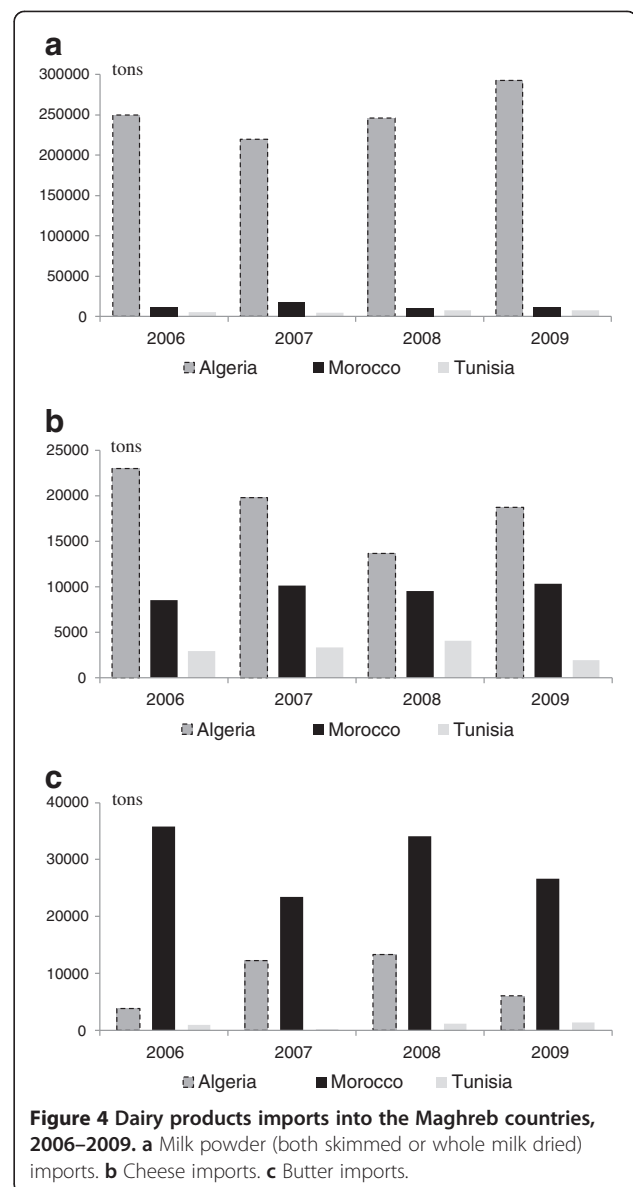 a
tons
300000
250000
200000
150000
100000
50000
0
2006 2007 2008 2009
Algeria Morocco Tunisia
b
tons
25000
20000
15000
10000
5000
0
2006 2007 2008 2009
Algeria Morocco Tunisia
c
tons
40000
30000
20000
10000
0
2006 2007 2008 2009
Algeria Morocco Tunisia
Figure 4 Dairy products imports into the Maghreb countries,
2006–2009. a Milk powder (both skimmed or whole milk dried)
imports. b Cheese imports. c Butter imports.